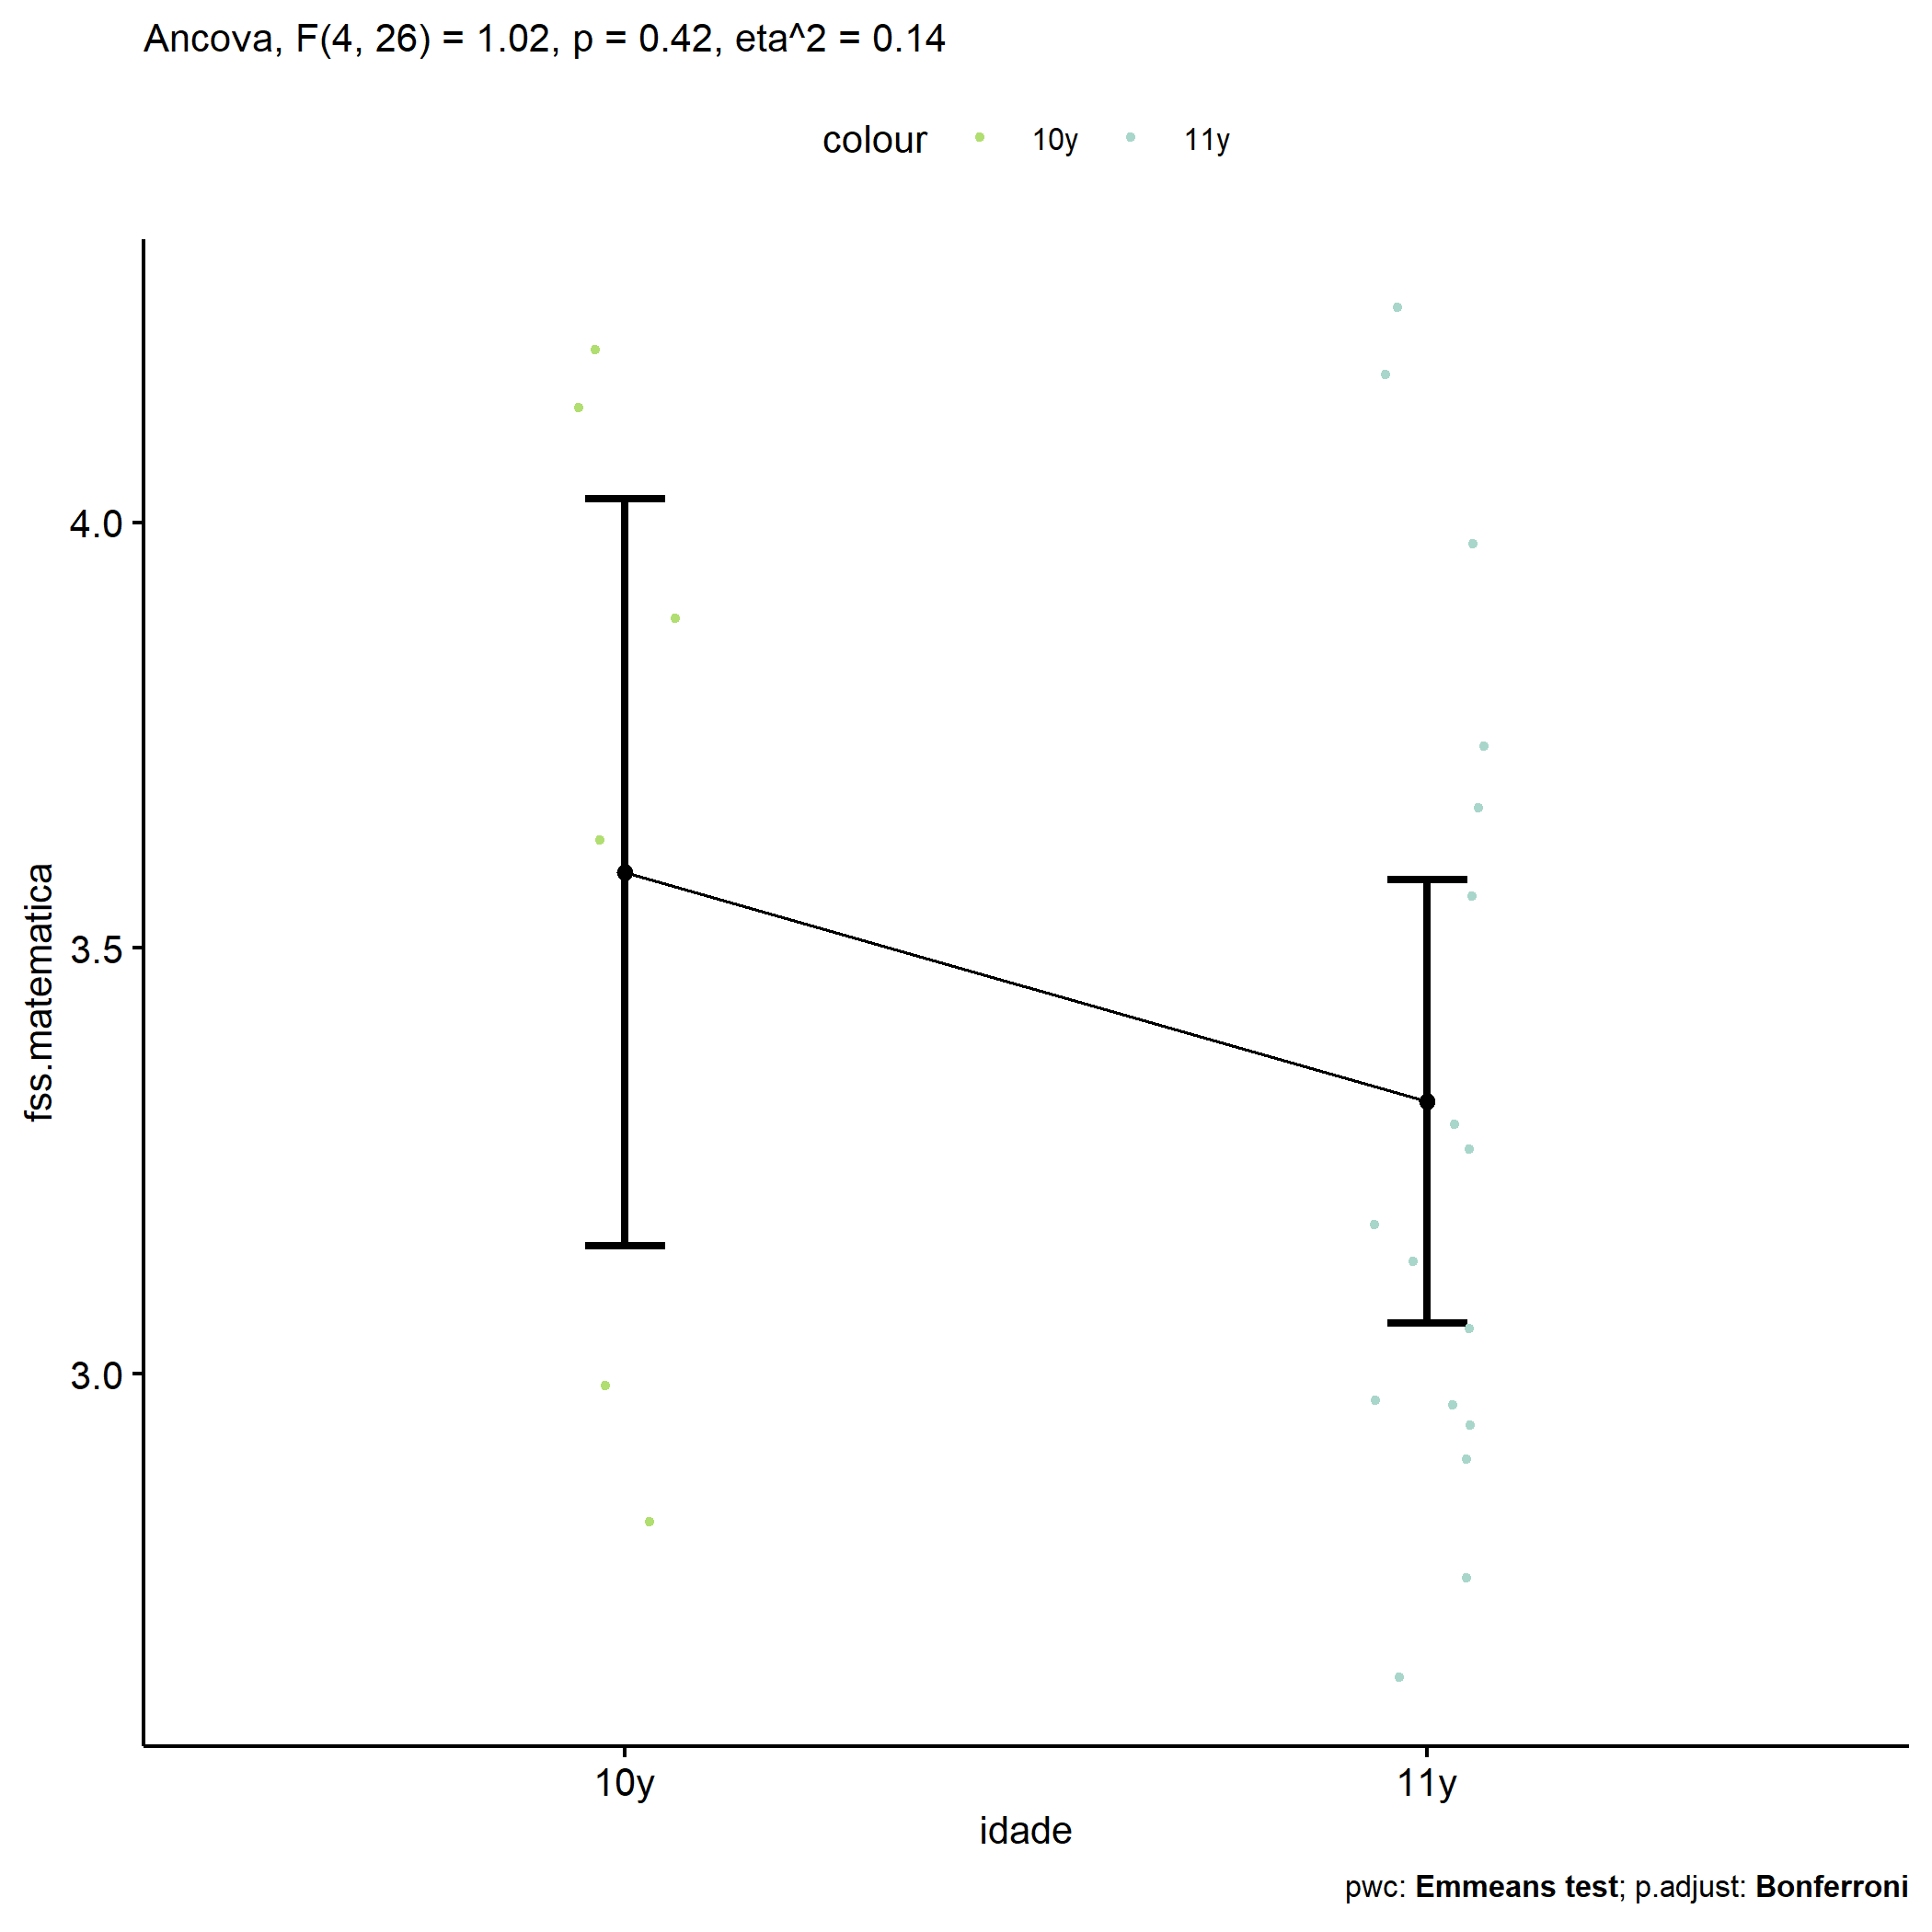 Ancova, F(4, 26) = 1.02, p = 0.42, eta^2 = 0.14
colour 10y 11y
4.0
3.5
3.0
fss.matematica
10y 11y
idade
pwc: Emmeans test; p.adjust: Bonferroni